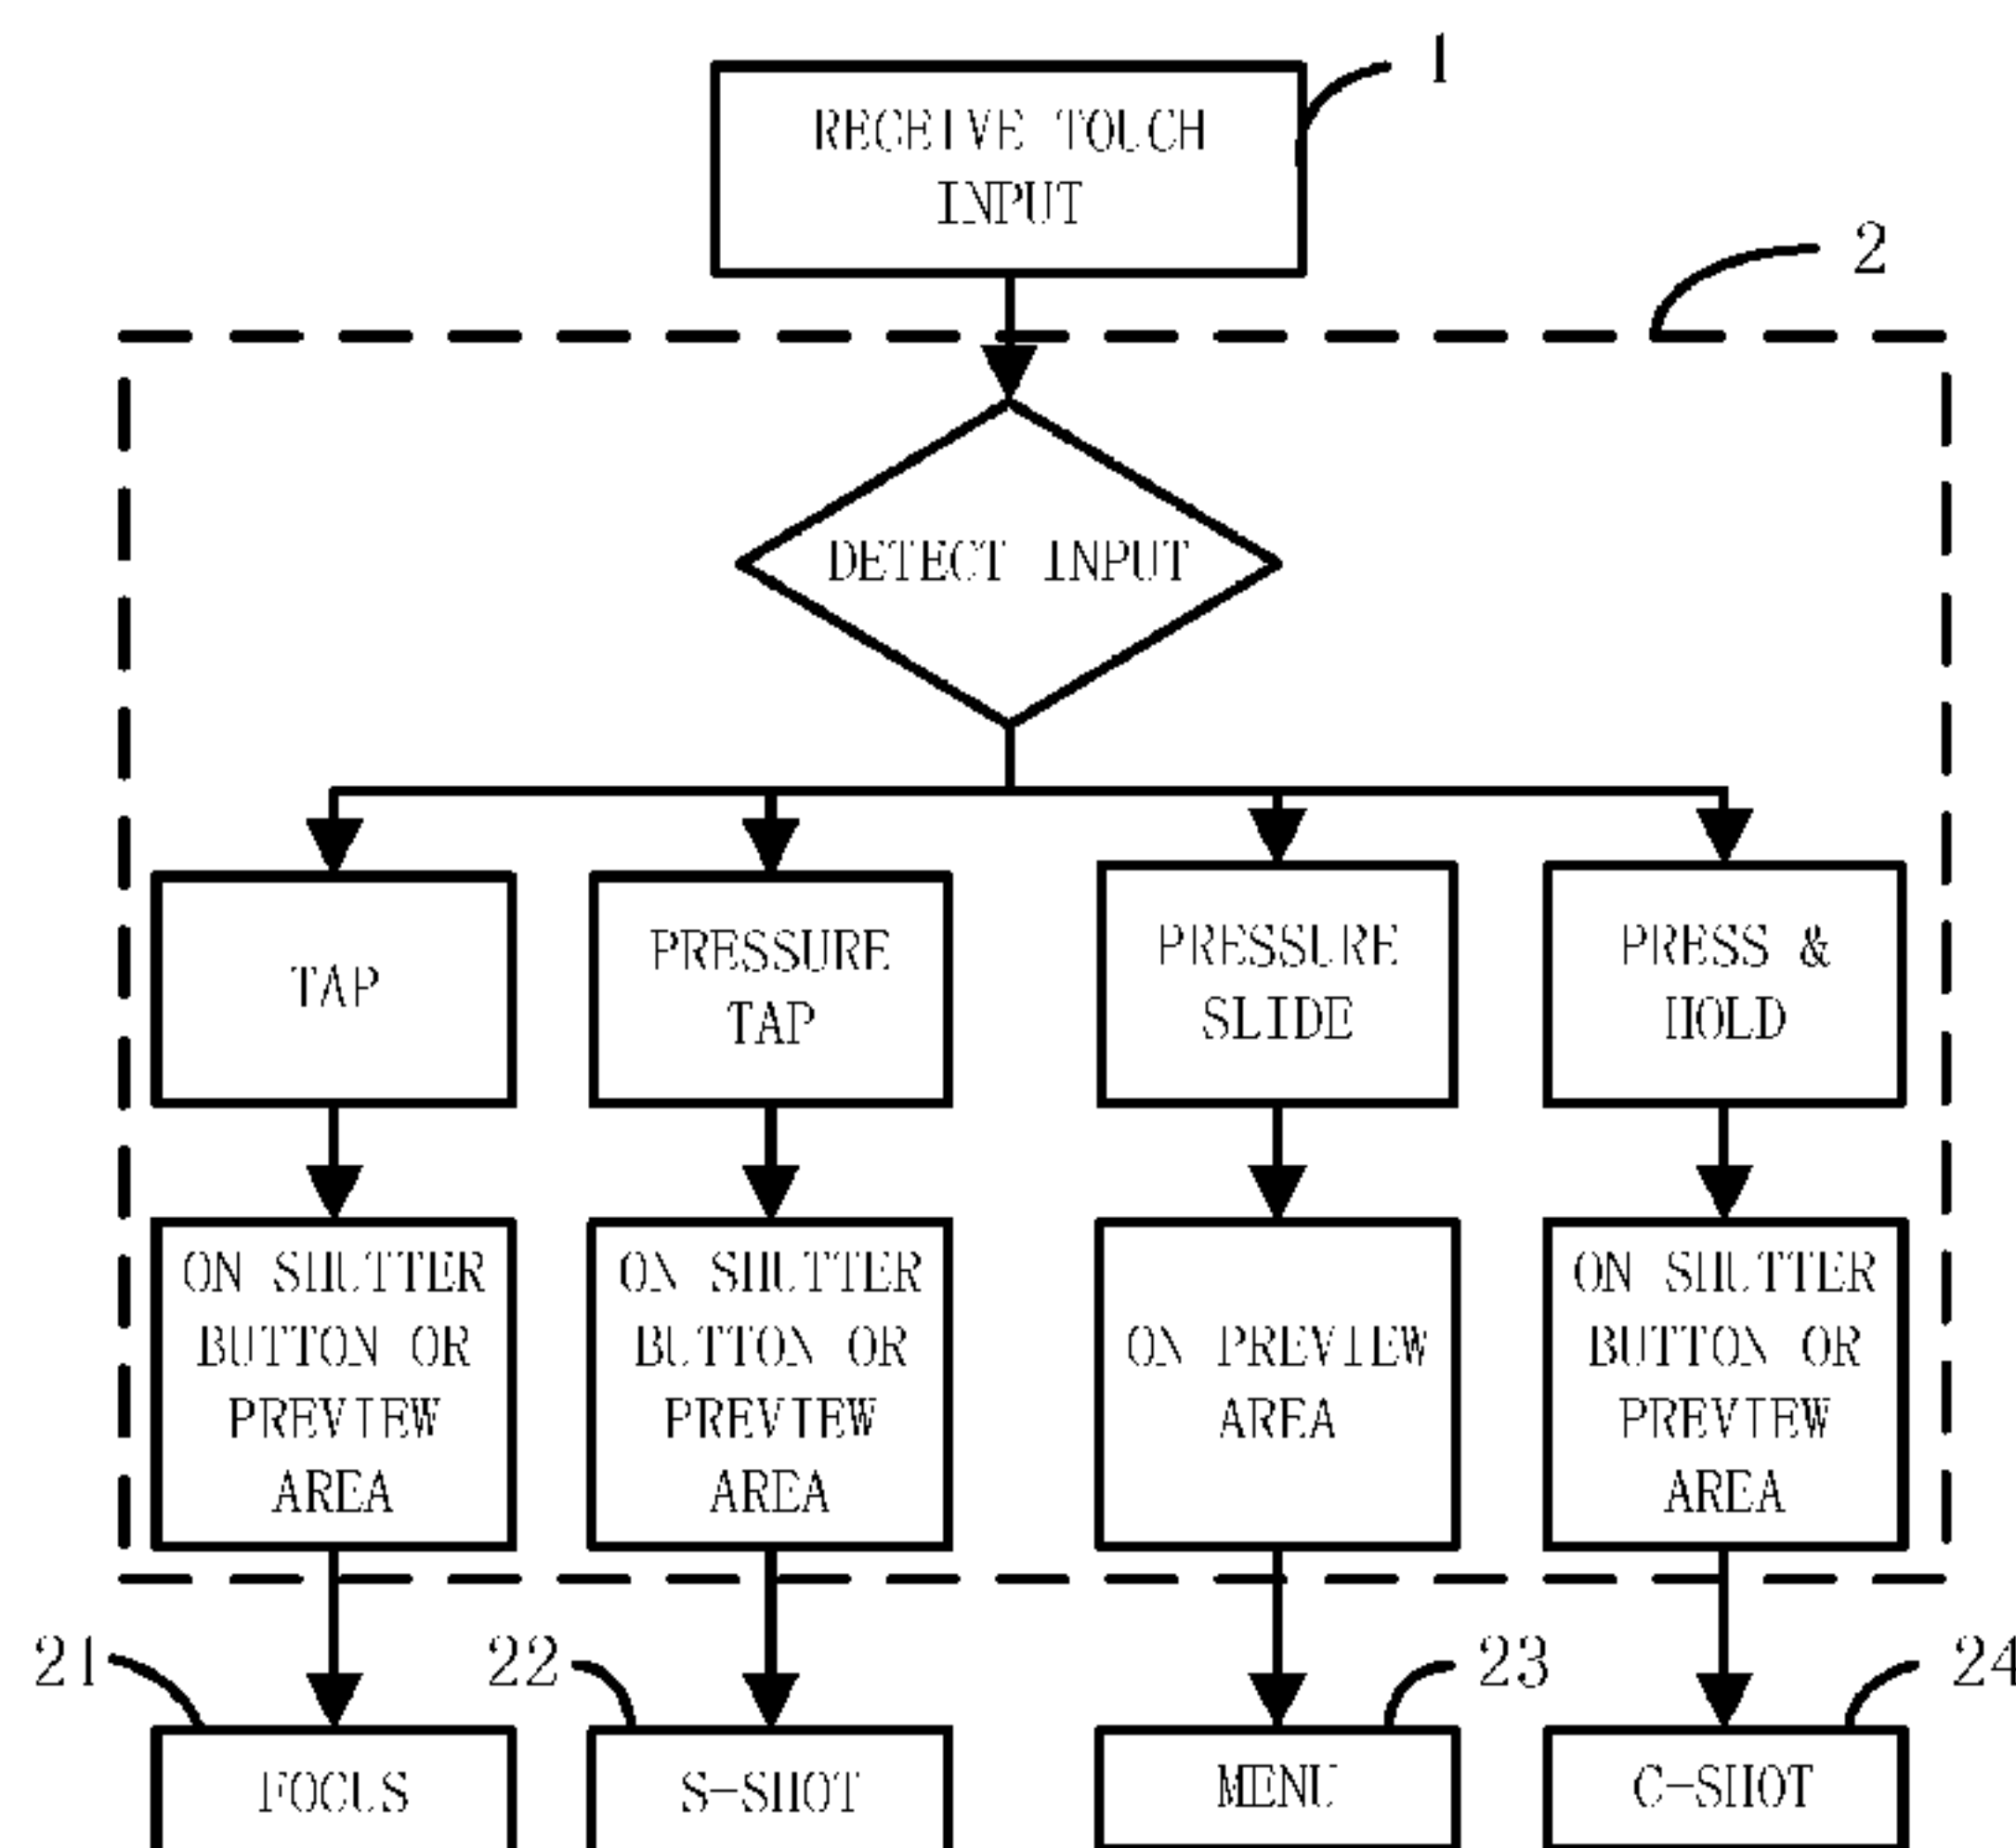 1
RECEIVE TOUCH
INPUT
2
DETECT INPUT
TAP
PRESSURE
TAP
PRESSURE
SLIDE
PRESS &
HOLD
ON SHUTTER
BUTTON OR
PREVIEW
AREA
ON SHUTTER
BUTTON OR
PREVIEW
AREA
ON PREVIEW
AREA
ON SHUTTER
BUTTON OR
PREVIEW
AREA
21
22
23
24
FOCUS
S-SHOT
MENU
C-SHOT